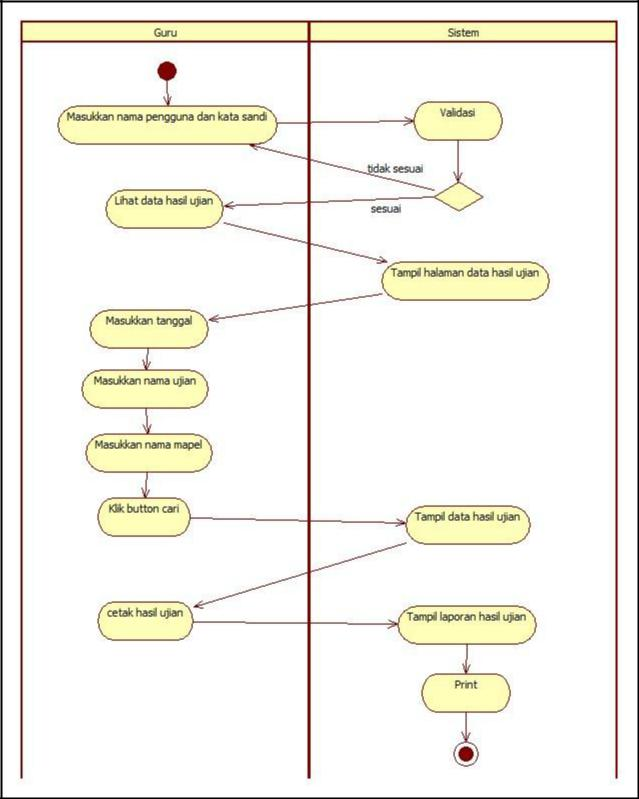 Guru
Sistem
Masukkan nama pengguna dan kata sandi
Validasi
tidak sesuai
Lihat data hasil ujian
sesuai
Tampil halaman data hasil ujian
Masukkan tanggal
Masukkan nama ujian
Masukkan nama mapel
Klik button cari
Tampil data hasil ujian
cetak hasil ujian
Tampil laporan hasil ujian
Print